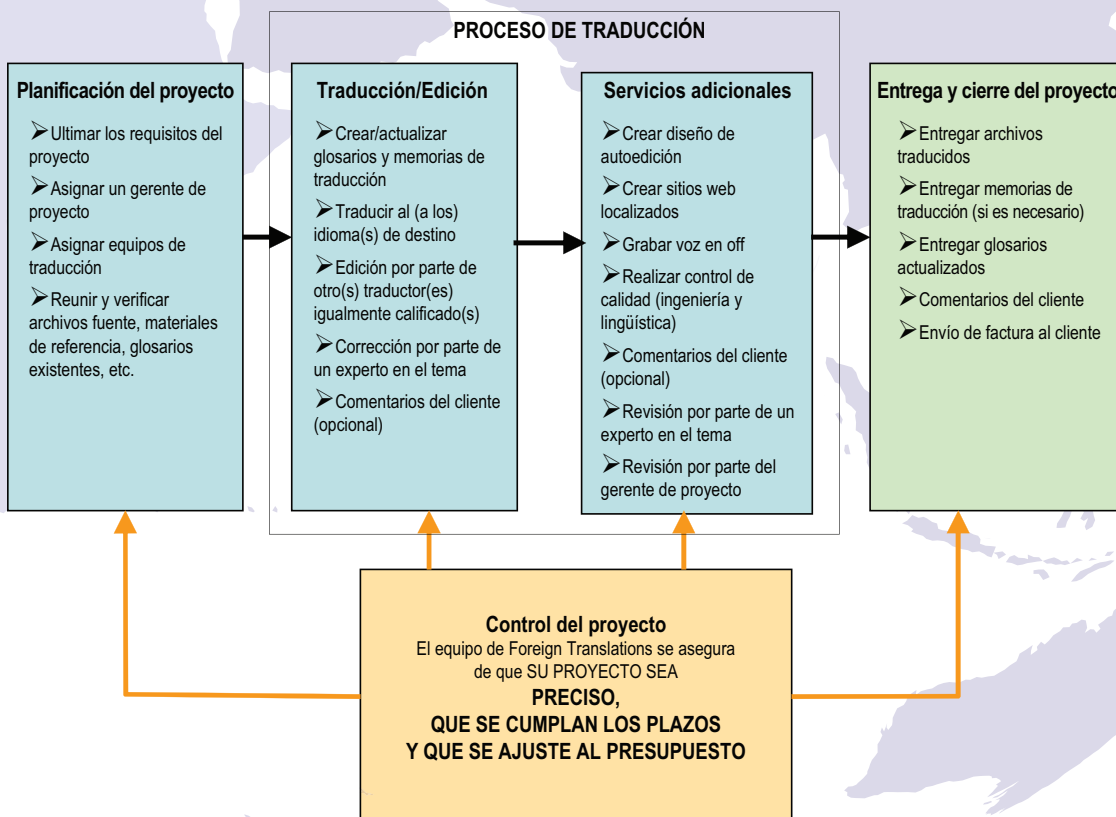 PROCESO DE TRADUCCIÓN
Planificación del proyecto
➢Ultimar los requisitos del
proyecto
➢Asignar un gerente de
proyecto
➢Asignar equipos de
traducción
➢Reunir y verificar
archivos fuente, materiales
de referencia, glosarios
existentes, etc.
Traducción/Edición
➢Crear/actualizar
glosarios y memorias de
traducción
➢Traducir al (a los)
idioma(s) de destino
➢Edición por parte de
otro(s) traductor(es)
igualmente calificado(s)
➢Corrección por parte de
un experto en el tema
➢Comentarios del cliente
(opcional)
Servicios adicionales
➢Crear diseño de
autoedición
➢Crear sitios web
localizados
➢Grabar voz en off
➢Realizar control de
calidad (ingeniería y
lingüística)
➢Comentarios del cliente
(opcional)
➢Revisión por parte de un
experto en el tema
➢Revisión por parte del
gerente de proyecto
Entrega y cierre del proyecto
➢Entregar archivos
traducidos
➢Entregar memorias de
traducción (si es necesario)
➢Entregar glosarios
actualizados
➢Comentarios del cliente
➢Envío de factura al cliente
Control del proyecto
El equipo de Foreign Translations se asegura
de que SU PROYECTO SEA
PRECISO,
QUE SE CUMPLAN LOS PLAZOS
Y QUE SE AJUSTE AL PRESUPUESTO